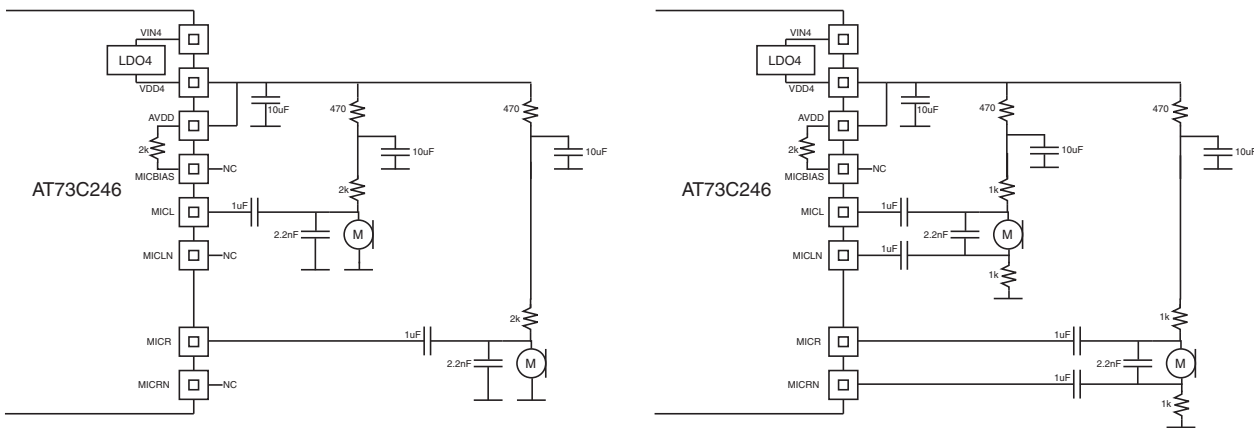 VIN4
LDO4
VDD4
10uF
470
470
AVDD
2k
10uF
10uF
NC
MICBIAS
AT73C246
2k
1uF
MICL
2.2nF
M
MICLN
NC
2k
1uF
MICR
2.2nF
M
MICRN
NC
VIN4
LDO4
VDD4
10uF
470
470
AVDD
2k
10uF
10uF
NC
MICBIAS
AT73C246
1k
1uF
MICL
2.2nF
M
1uF
MICLN
1k
1k
1uF
MICR
2.2nF
M
1uF
MICRN
1k